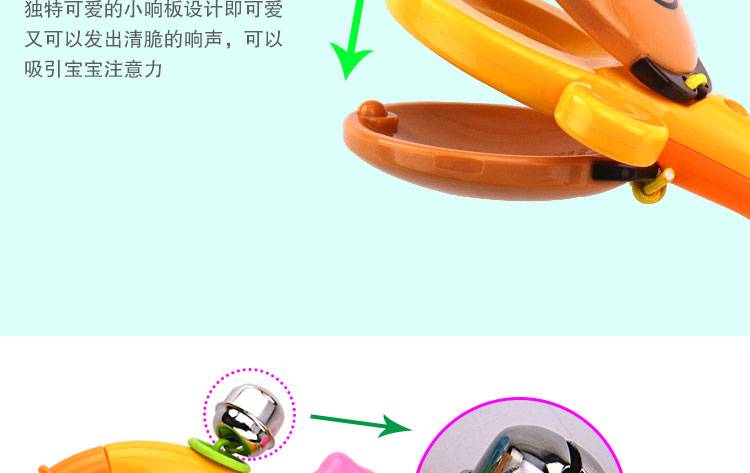 独特可爱的小响板设计即可爱
又可以发出清脆的响声，可以
吸引宝宝注意力